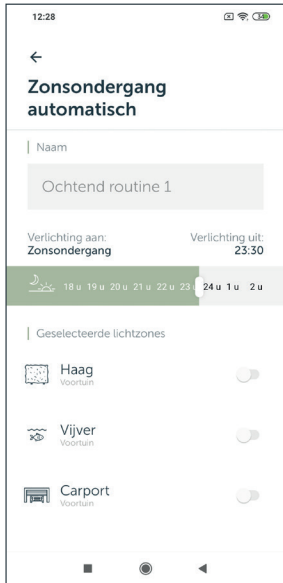 12:28
Zonsondergang
automatisch
Naam
Ochtend routine 1
Verlichting aan: Verlichting uit:
Zonsondergang 23:30
18 u 19 u 20 u 21 u 22 u 23 u 24 u 1 u 2 u
Geselecteerde lichtzones
Haag
Voortuin
Vijver
Voortuin
Carport
Voortuin